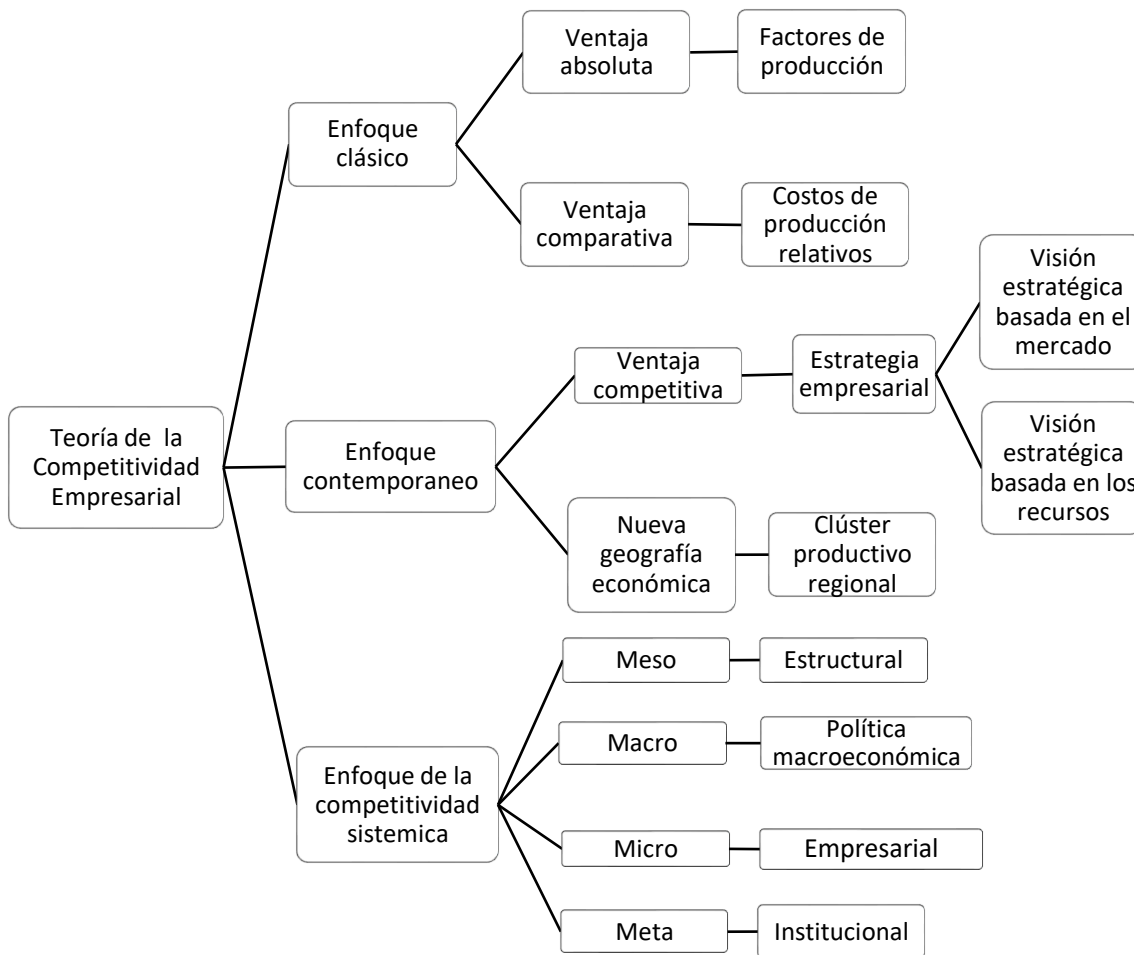 Teoría de la
Competitividad
Empresarial
Enfoque
clásico
Ventaja
absoluta
Factores de
producción
Ventaja
comparativa
Costos de
producción
relativos
Enfoque
contemporaneo
Ventaja
competitiva
Estrategia
empresarial
Visión
estratégica
basada en el
mercado
Visión
estratégica
basada en los
recursos
Nueva
geografía
económica
Clúster
productivo
regional
Enfoque de la
competitividad
sistemica
Meso
Estructural
Macro
Política
macroeconómica
Micro
Empresarial
Meta
Institucional